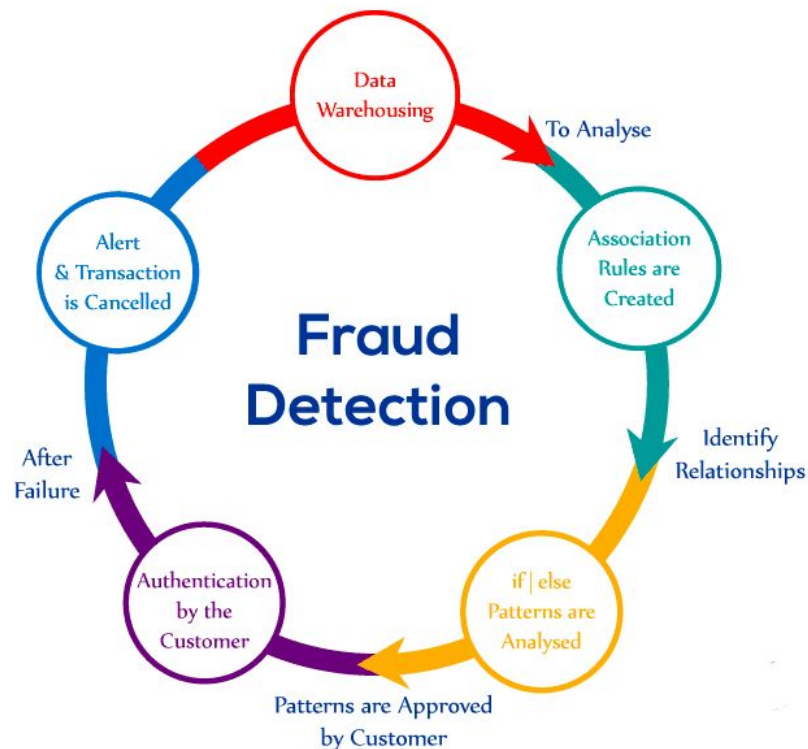 Data
Warehousing
To Analyse
Association
Rules are
Created
Identify
Relationships
if | else
Patterns are
Analysed
Patterns are Approved
by Customer
Authentication
by the
Customer
After
Failure
Alert
& Transaction
is Cancelled
Fraud
Detection